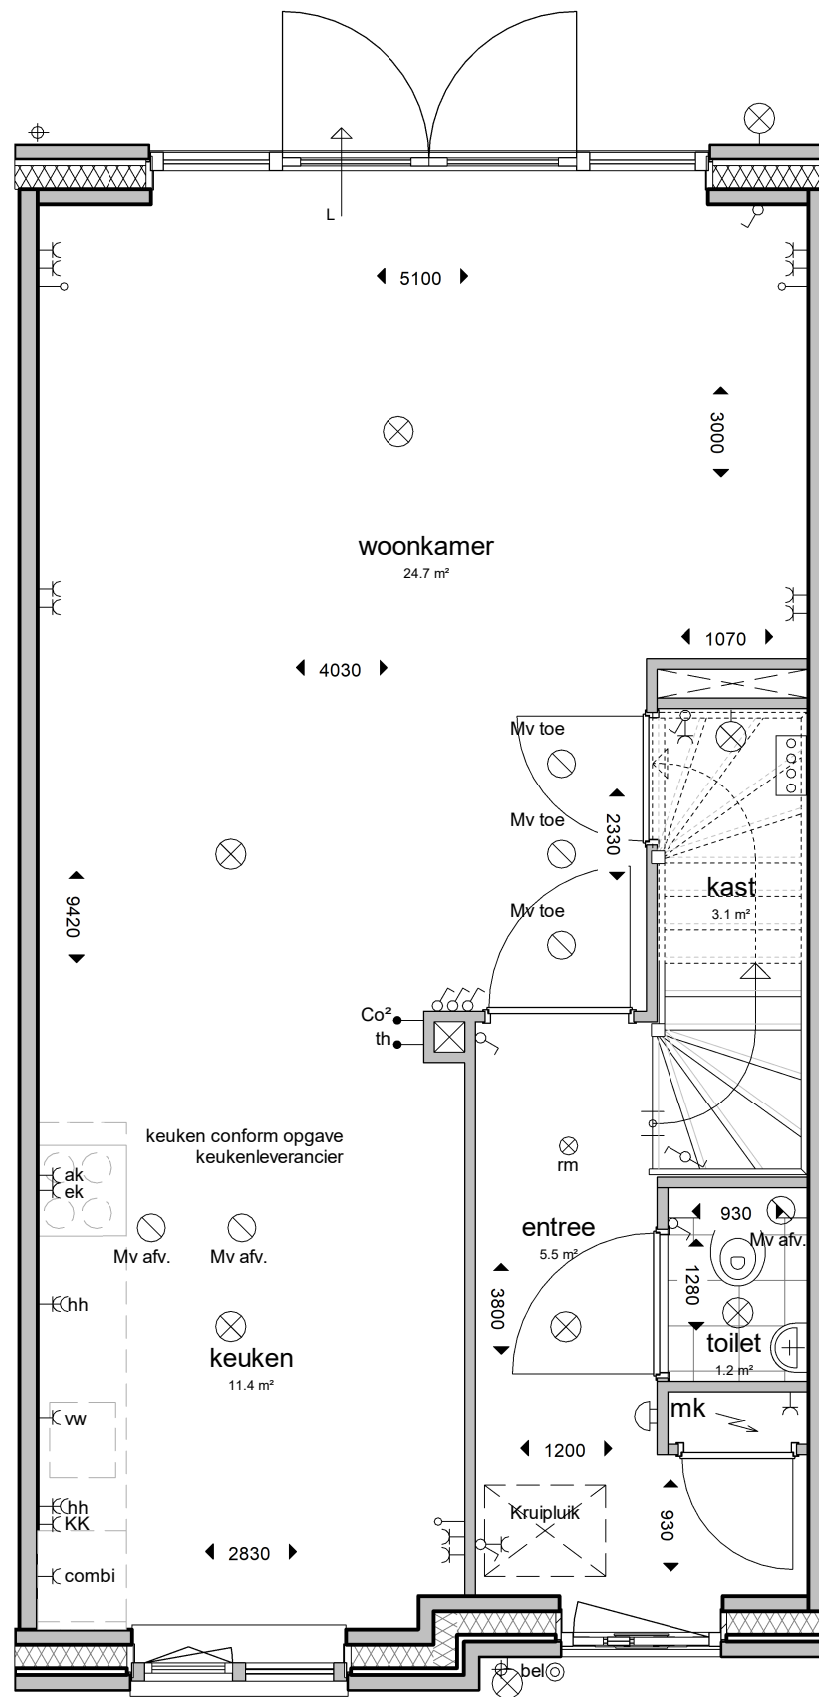 L
5100
3000
woonkamer
24.7 m²
1070
4030
Mv toe
2330
Mv toe
kast
3.1 m²
9420
Mv toe
Co²
th
keuken conform opgave
keukenleverancier
rm
ak
ek
930
entree
5.5 m²
Mv afv.
Mv afv.
Mv afv.
1280
3800
hh
keuken
11.4 m²
toilet
1.2 m²
mk
vw
1200
hh
KK
Kruipluik
930
2830
combi
bel